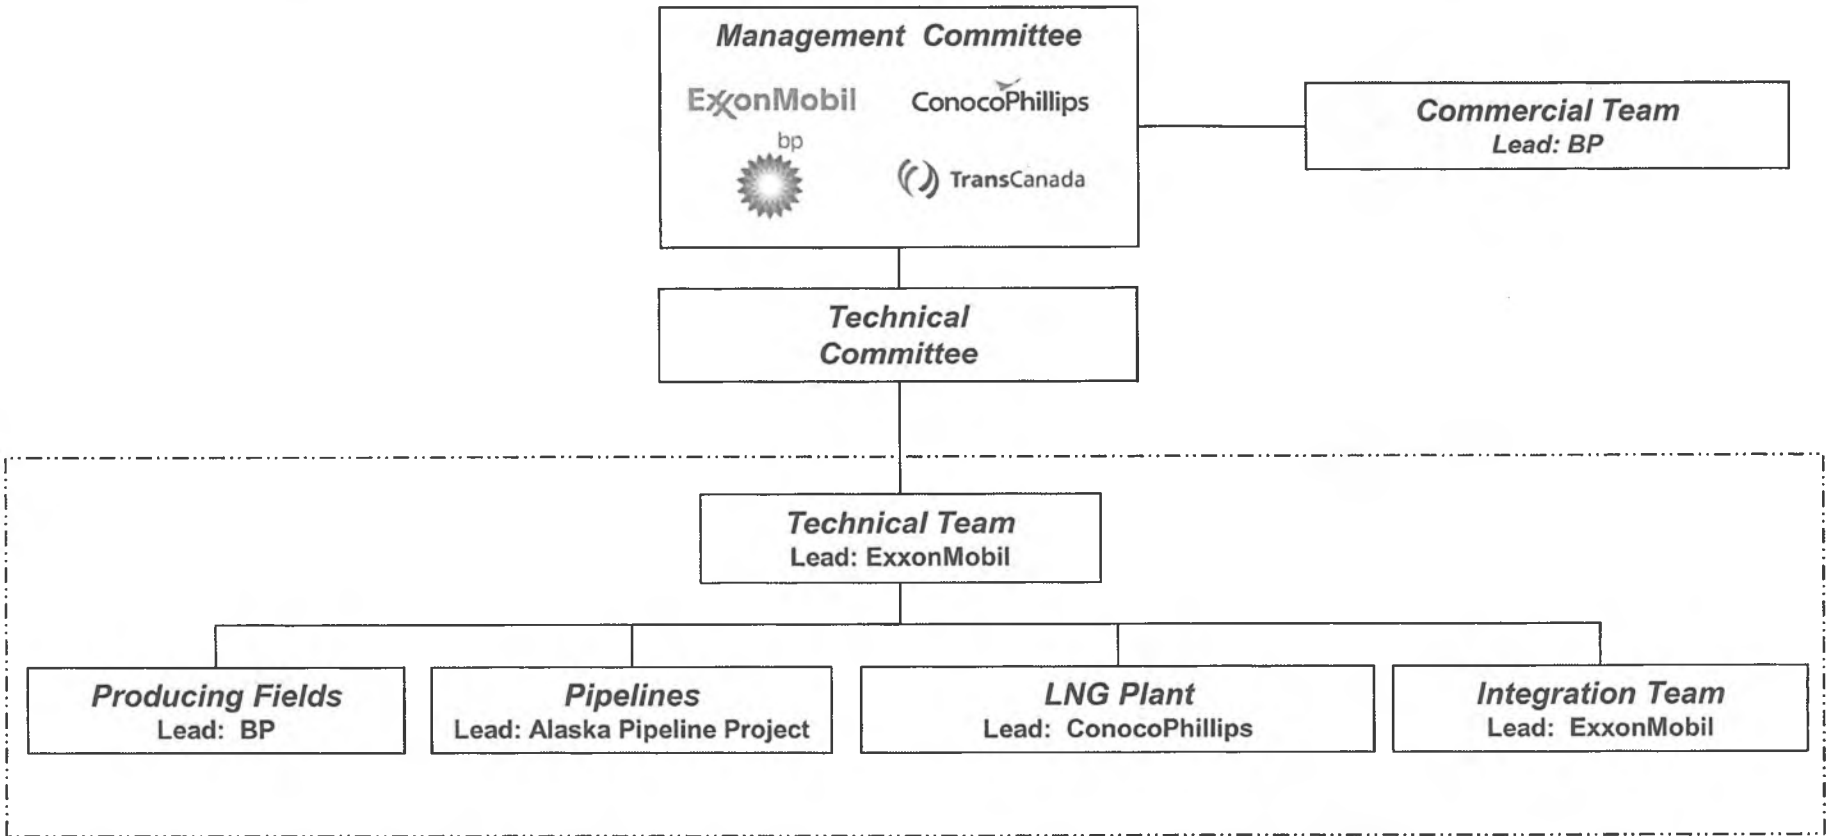 Management Committee
ExxonMobil
ConocoPhillips
bp
TransCanada
Commercial Team
Lead: BP
Technical
Committee
Technical Team
Lead: ExxonMobil
Producing Fields
Lead: BP
Pipelines
Lead: Alaska Pipeline Project
LNG Plant
Lead: ConocoPhillips
Integration Team
Lead: ExxonMobil